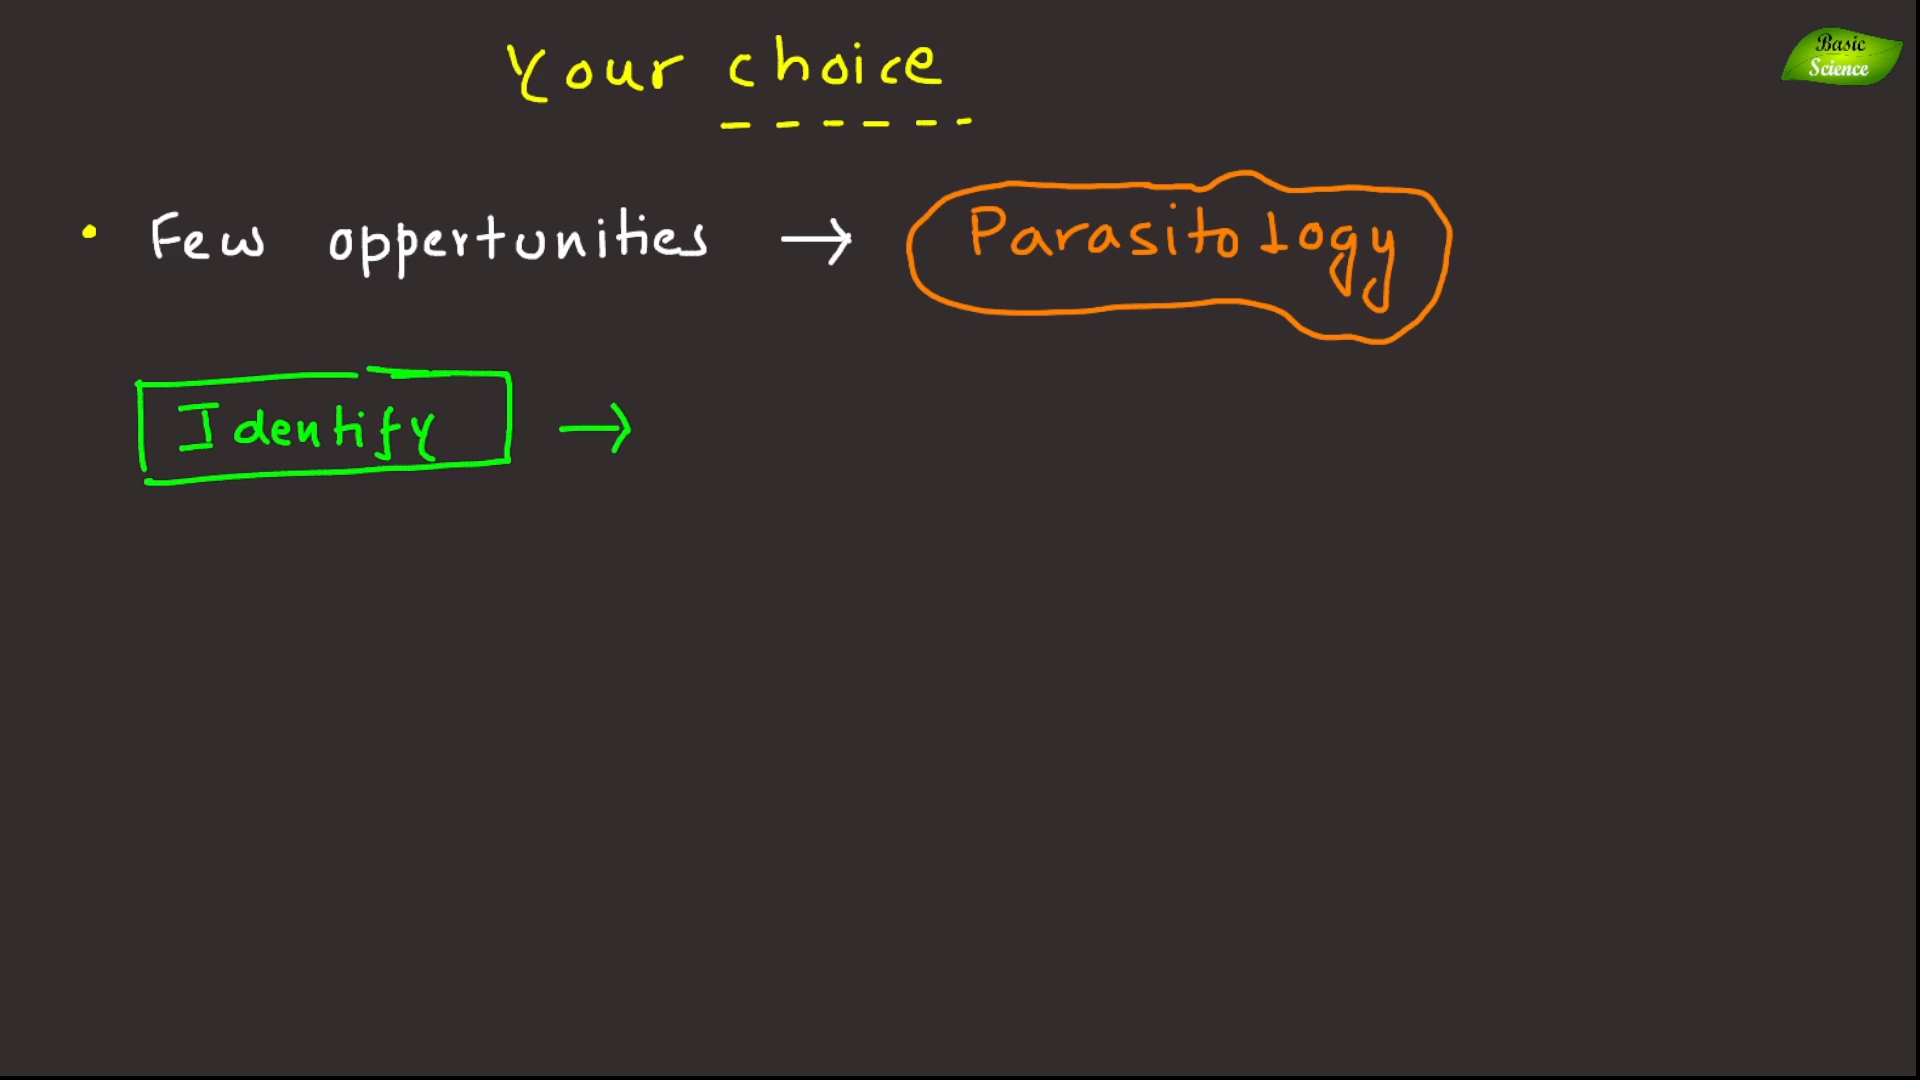 Your choice
Basic
Science
• Few oppertunities → Parasitology
Identify →